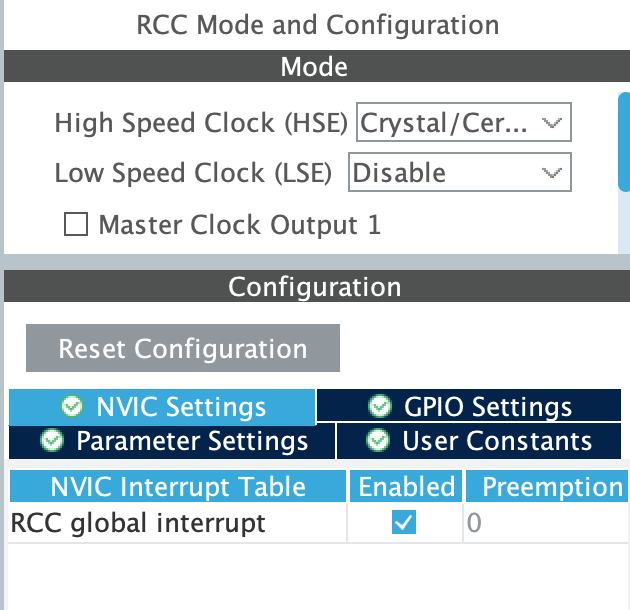 RCC Mode and Configuration
Mode
High Speed Clock (HSE) Crystal/Cer...
Low Speed Clock (LSE) Disable
Master Clock Output 1
Configuration
Reset Configuration
NVIC Settings GPIO Settings
Parameter Settings User Constants
NVIC Interrupt Table Enabled Preemption
RCC global interrupt 0